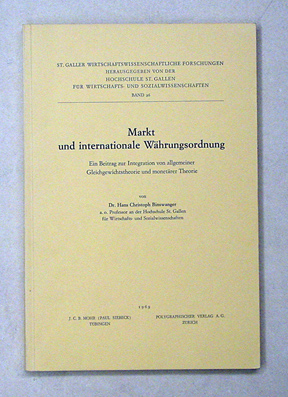 ST. GALLER WIRTSCHAFTSWISSENSCHAFTLICHE FORSCHUNGEN
HERAUSGEGEBEN VON DER
HOCHSCHULE ST. GALLEN
FÜR WIRTSCHAFTS- UND SOZIALWISSENSCHAFTEN
BAND 26
Markt
und internationale Währungsordnung
Ein Beitrag zur Integration von allgemeiner
Gleichgewichtstheorie und monetärer Theorie
von
Dr. Hans Christoph Binswanger
a. o. Professor an der Hochschule St. Gallen
für Wirtschafts- und Sozialwissenschaften
1969
J. C. B. MOHR (PAUL SIEBECK)
TÜBINGEN
POLYGRAPHISCHER VERLAG A. G.
ZÜRICH